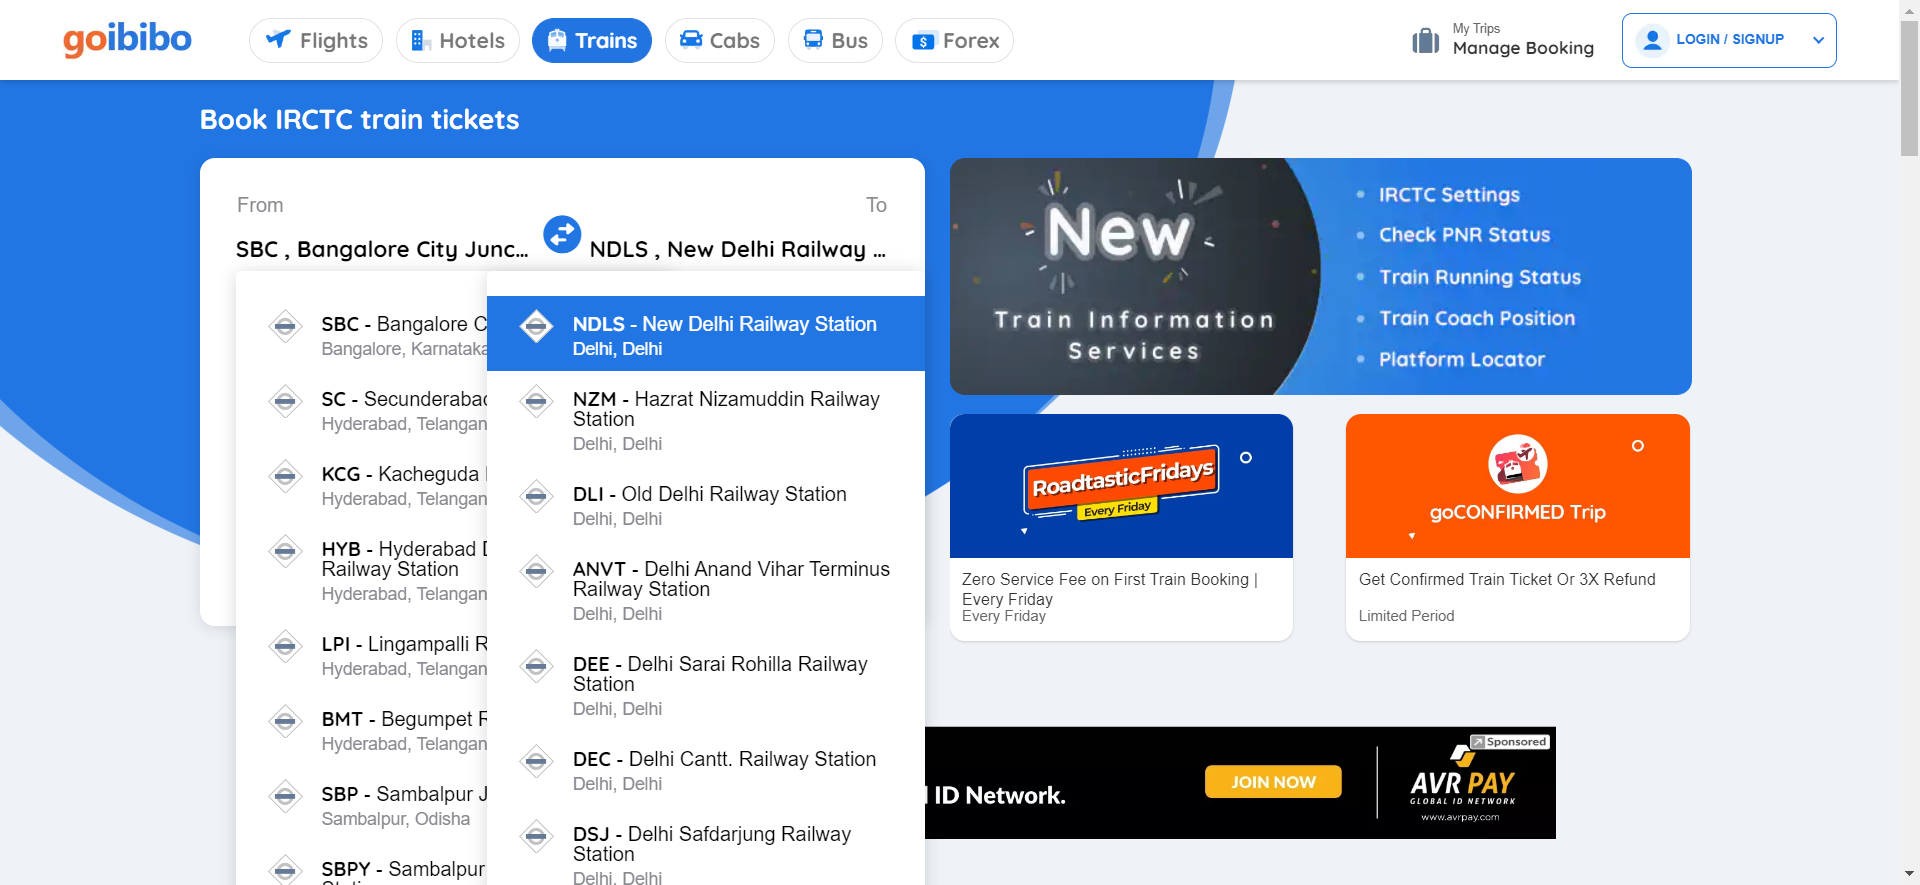 goibibo
Flights
Hotels
Trains
Cabs
Bus
Forex
My Trips
Manage Booking
LOGIN / SIGNUP
Book IRCTC train tickets
From
To
SBC , Bangalore City Junc...
NDLS , New Delhi Railway ...
SBC - Bangalore C
Bangalore, Karnataka
SC - Secunderabad
Hyderabad, Telangan
KCG - Kacheguda
Hyderabad, Telangan
HYB - Hyderabad D
Railway Station
Hyderabad, Telangan
LPI - Lingampalli R
Hyderabad, Telangan
BMT - Begumpet R
Hyderabad, Telangan
SBP - Sambalpur J
Sambalpur, Odisha
SBPY - Sambalpur
NDLS - New Delhi Railway Station
Delhi, Delhi
NZM - Hazrat Nizamuddin Railway
Station
Delhi, Delhi
DLI - Old Delhi Railway Station
Delhi, Delhi
ANVT - Delhi Anand Vihar Terminus
Railway Station
Delhi, Delhi
DEE - Delhi Sarai Rohilla Railway
Station
Delhi, Delhi
DEC - Delhi Cantt. Railway Station
Delhi, Delhi
DSJ - Delhi Safdarjung Railway
Station
Delhi, Delhi
New
Train Information
Services
IRCTC Settings
Check PNR Status
Train Running Status
Train Coach Position
Platform Locator
RoadtasticFridays
Every Friday
Zero Service Fee on First Train Booking |
Every Friday
Every Friday
goCONFIRMED Trip
Get Confirmed Train Ticket Or 3X Refund
Limited Period
ID Network.
JOIN NOW
Sponsored
AVR PAY
GLOBAL ID NETWORK
www.avrpay.com